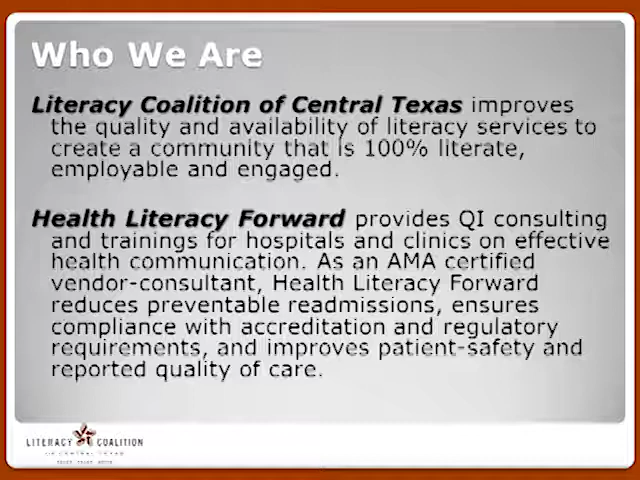 Who We Are
Literacy Coalition of Central Texas improves
the quality and availability of literacy services to
create a community that is 100% literate,
employable and engaged.
Health Literacy Forward provides QI consulting
and trainings for hospitals and clinics on effective
health communication. As an AMA certified
vendor-consultant, Health Literacy Forward
reduces preventable readmissions, ensures
compliance with accreditation and regulatory
requirements, and improves patient-safety and
reported quality of care.
LITERACY COALITION
OF CENTRAL TEXAS